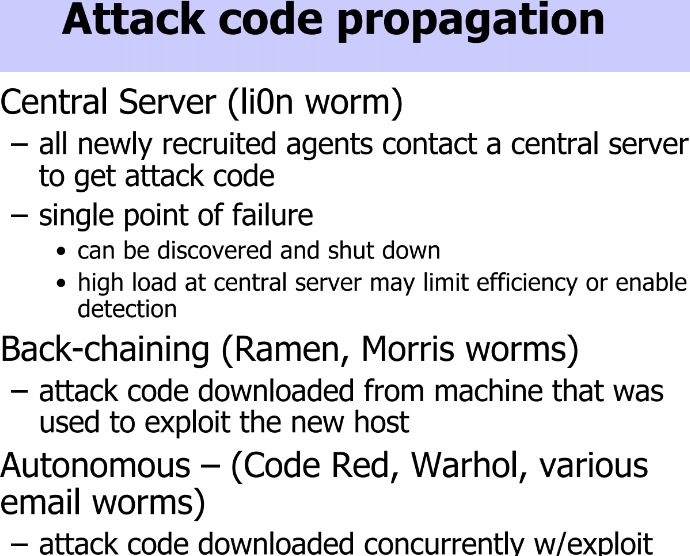 Attack code propagation
Central Server (li0n worm)
– all newly recruited agents contact a central server
to get attack code
– single point of failure
• can be discovered and shut down
• high load at central server may limit efficiency or enable
detection
Back-chaining (Ramen, Morris worms)
– attack code downloaded from machine that was
used to exploit the new host
Autonomous – (Code Red, Warhol, various
email worms)
– attack code downloaded concurrently w/exploit